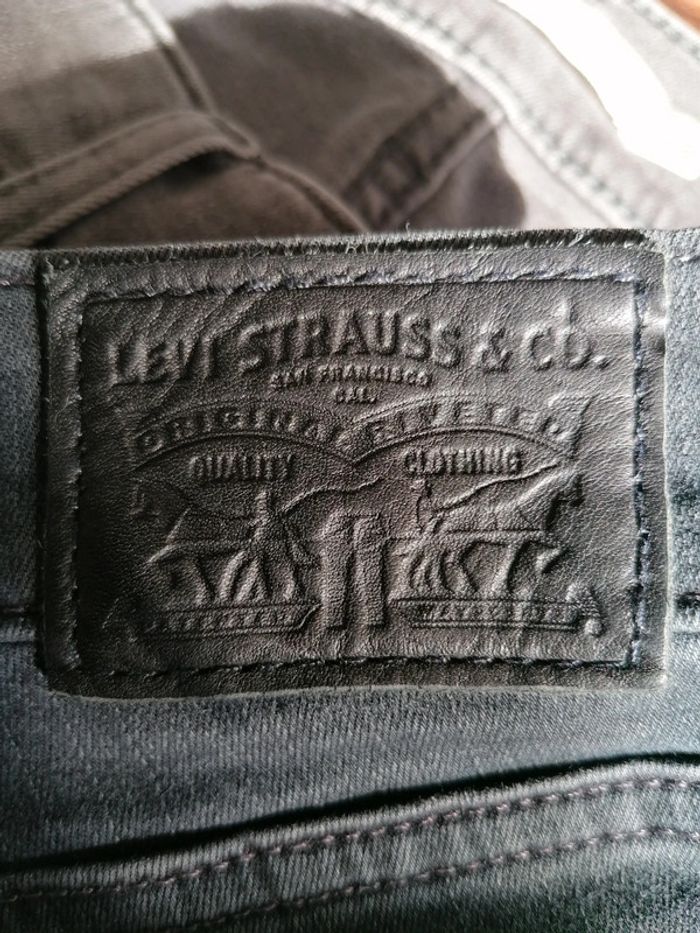 LEVI STRAUSS & CO.
SAN FRANCISCO
CAL.
ORIGINAL RIVETED
QUALITY CLOTHING